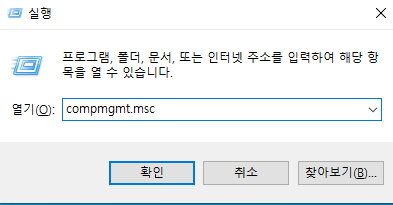 실행
프로그램, 폴더, 문서, 또는 인터넷 주소를 입력하여 해당 항
목을 열 수 있습니다.
열기(O): compmgmt.msc
확인 취소 찾아보기(B)...